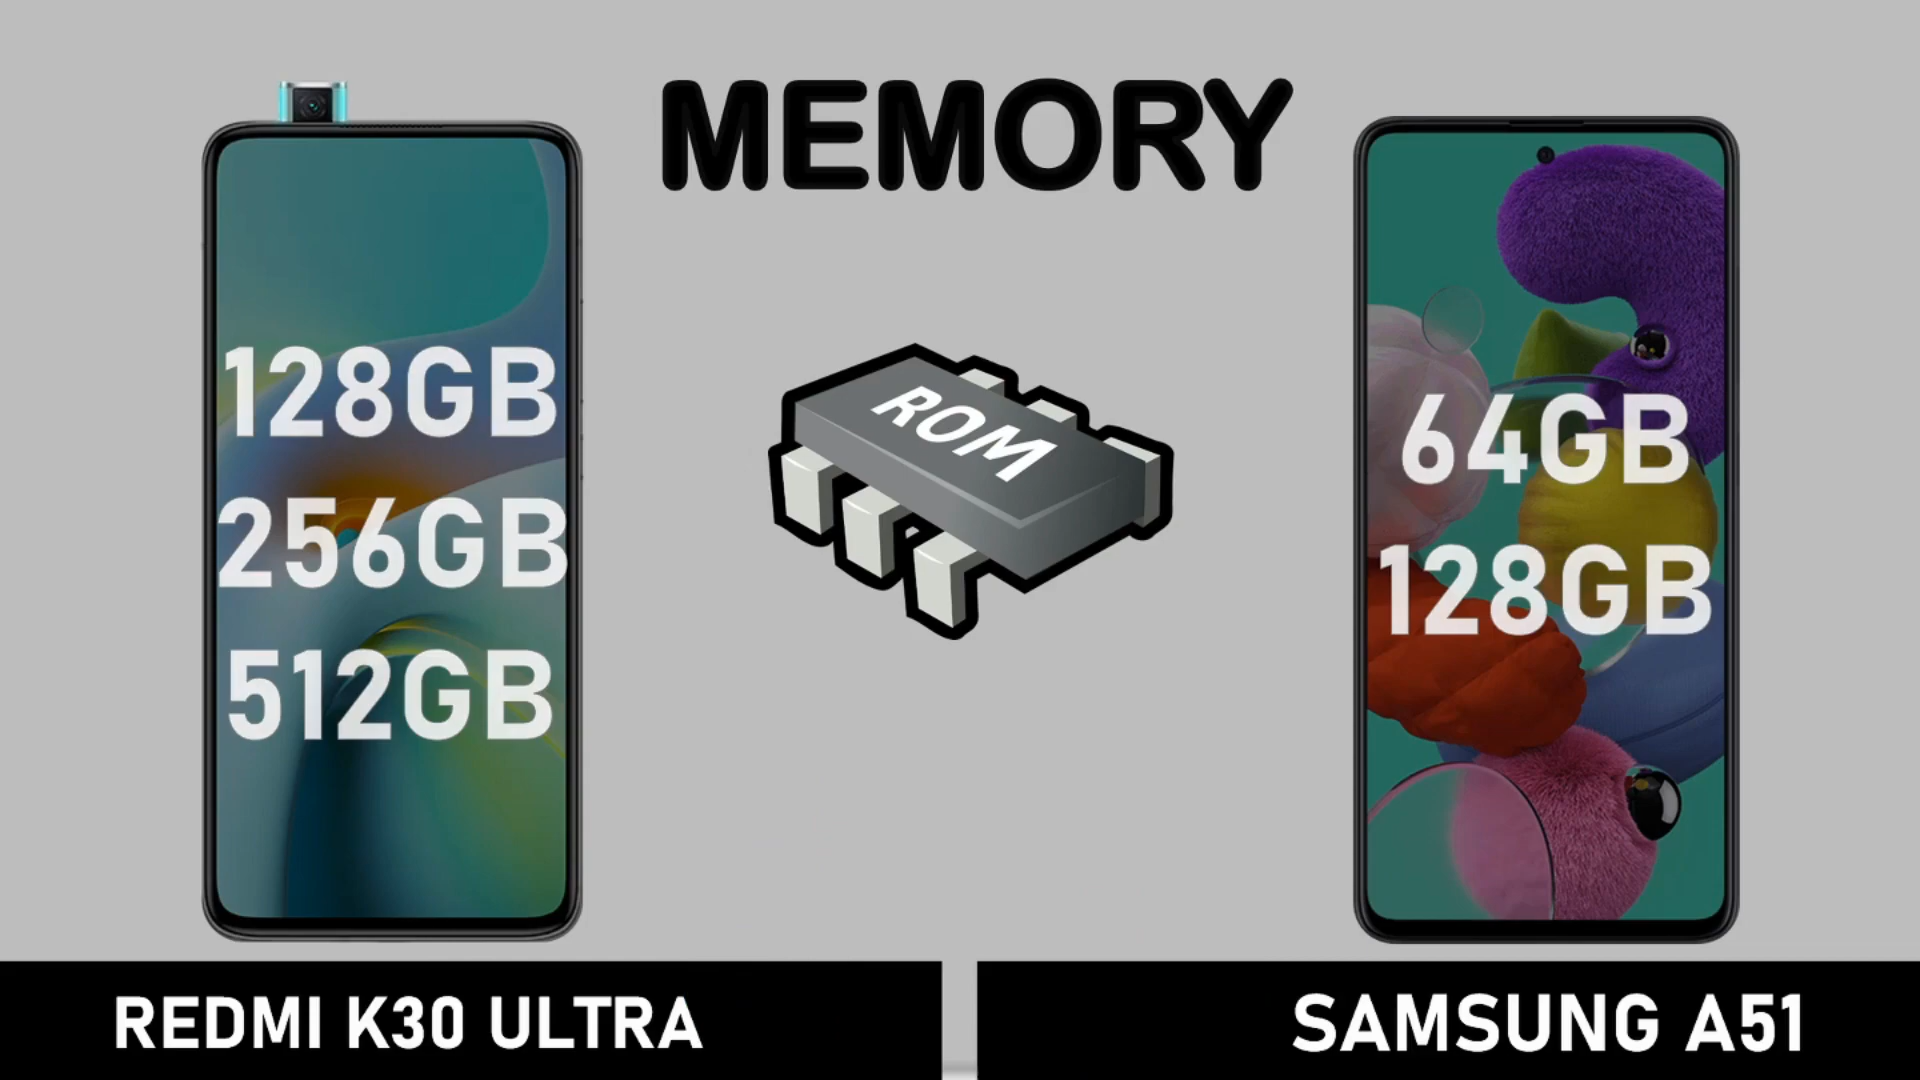 MEMORY
ROM
128GB
256GB
512GB
64GB
128GB
REDMI K30 ULTRA
SAMSUNG A51